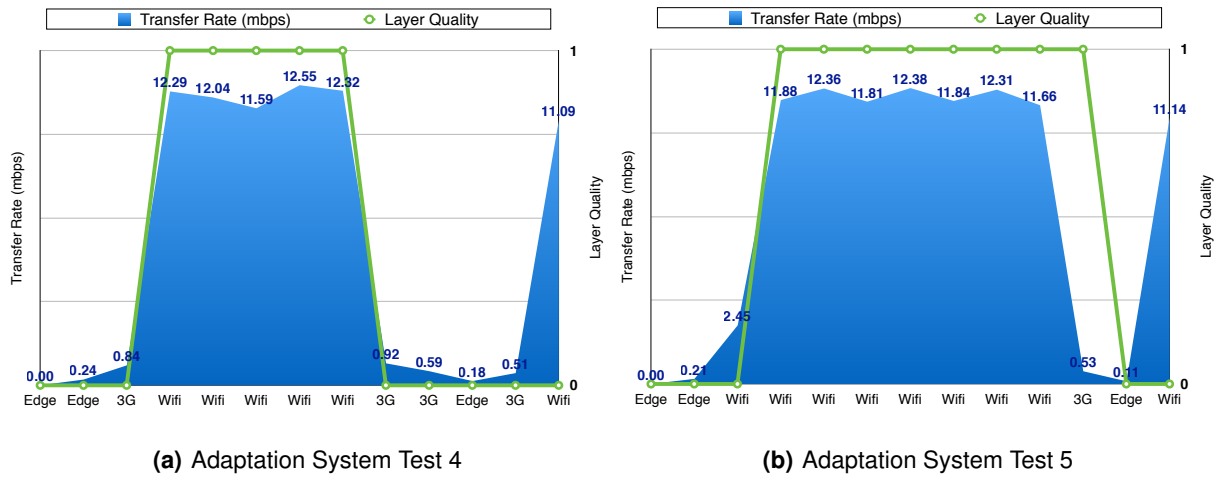 Transfer Rate (mbps) Layer Quality
1
12.29 12.04 11.59 12.55 12.32 11.09
Transfer Rate (mbps)
Layer Quality
0.00 0.24 0.84 0.92 0.59 0.18 0.51
0
Edge Edge 3G Wifi Wifi Wifi Wifi Wifi 3G 3G Edge 3G Wifi
(a) Adaptation System Test 4
Transfer Rate (mbps) Layer Quality
1
11.88 12.36 11.81 12.38 11.84 12.31 11.66 11.14
Transfer Rate (mbps)
Layer Quality
0.00 0.21 2.45 0.53 0.11
0
Edge Edge Wifi Wifi Wifi Wifi Wifi Wifi Wifi Wifi 3G Edge Wifi
(b) Adaptation System Test 5